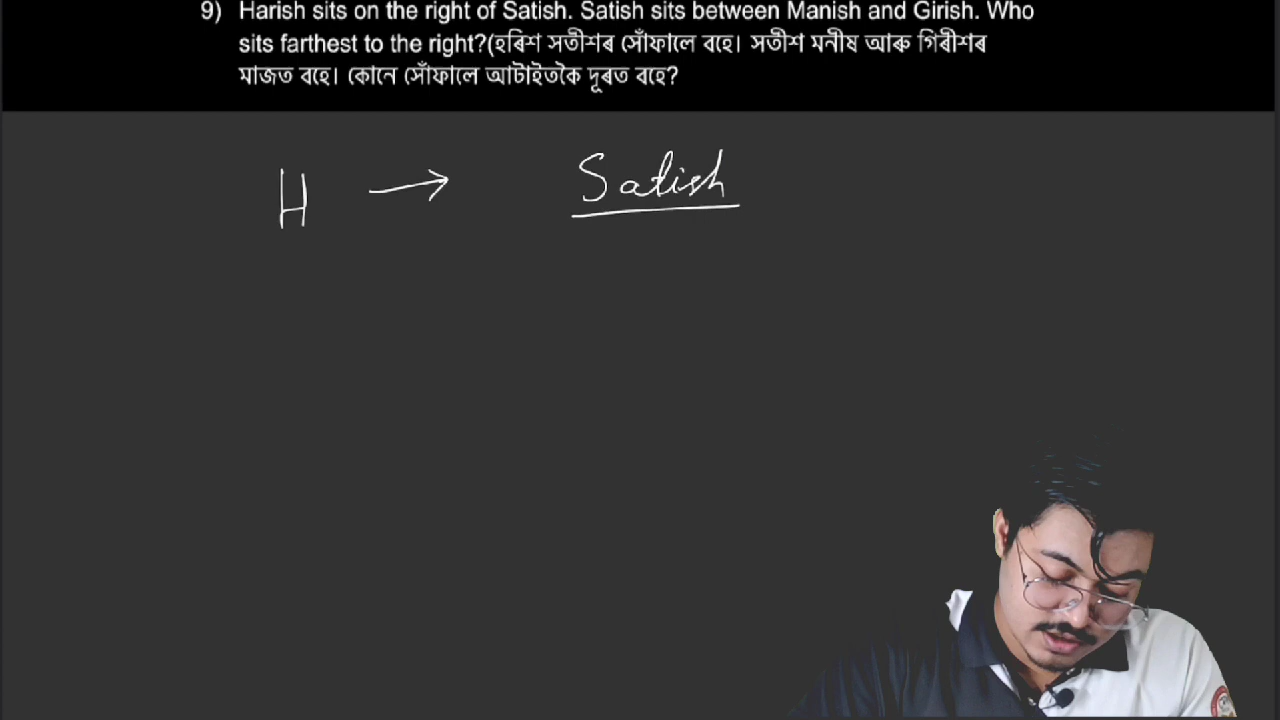 9) Harish sits on the right of Satish. Satish sits between Manish and Girish. Who
sits farthest to the right?(হৰিশ সতীশৰ সোঁফালে বহে। সতীশ মনীষ আৰু গিৰীশৰ
মাজত বহে। কোনে সোঁফালে আটাইতকৈ দূৰত বহে?
H → Satish